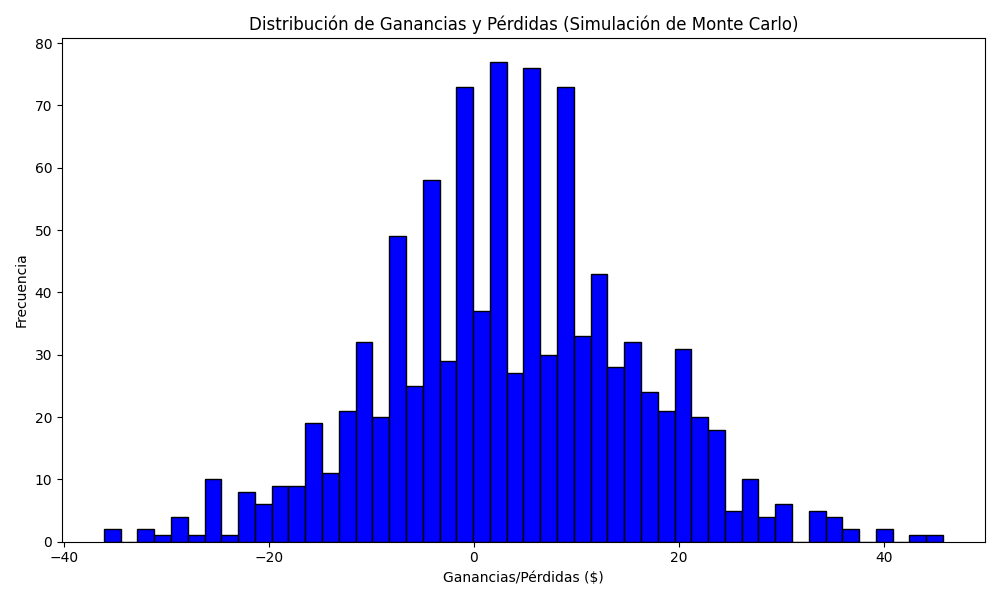 Distribución de Ganancias y Pérdidas (Simulación de Monte Carlo)
80
70
60
50
40
30
20
10
0
Frecuencia
−40 −20 0 20 40
Ganancias/Pérdidas ($)